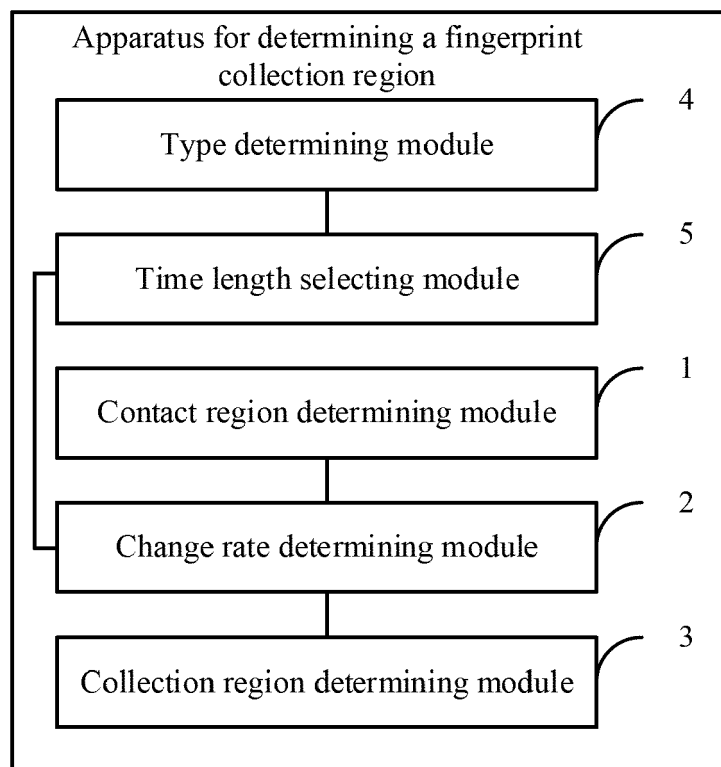 Apparatus for determining a fingerprint
collection region
4
Type determining module
5
Time length selecting module
1
Contact region determining module
2
Change rate determining module
3
Collection region determining module